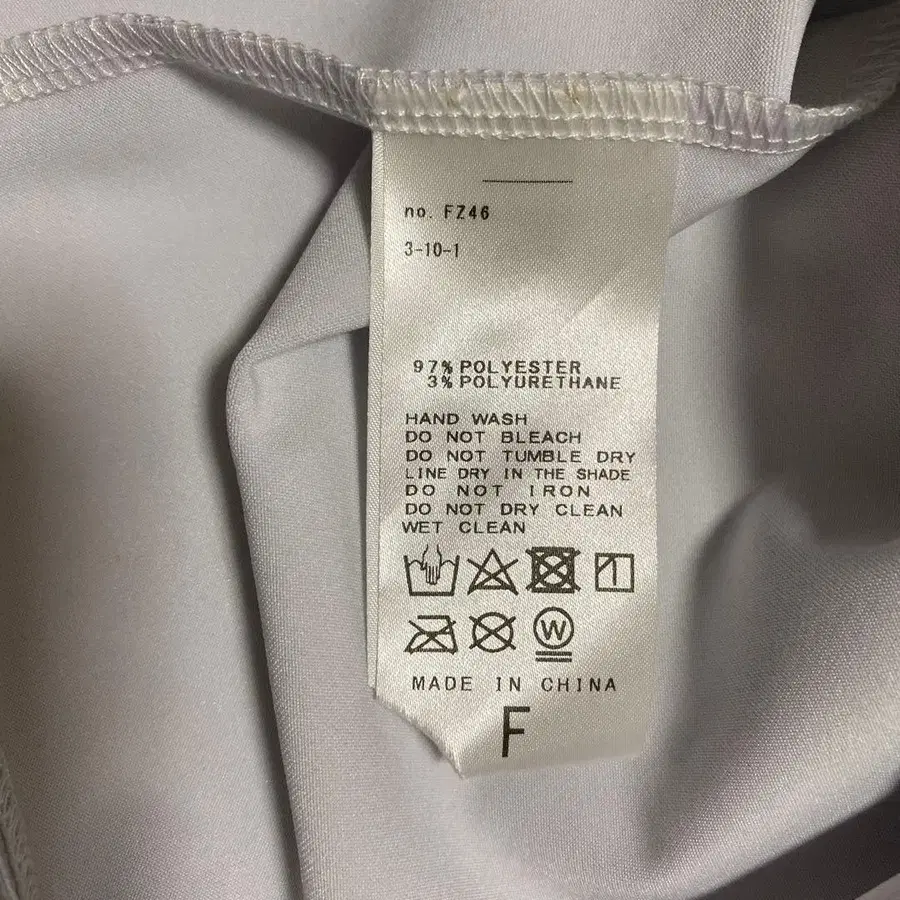 no. FZ46
3-10-1
97% POLYESTER
3% POLYURETHANE
HAND WASH
DO NOT BLEACH
DO NOT TUMBLE DRY
LINE DRY IN THE SHADE
DO NOT IRON
DO NOT DRY CLEAN
WET CLEAN
W
MADE IN CHINA
F